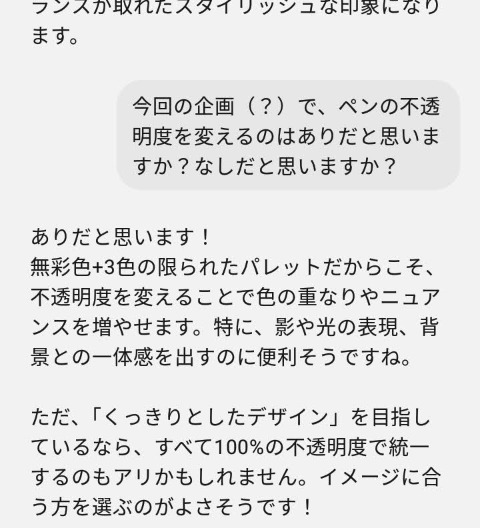 ランスが取れたスタイリッシュな印象になり
ます。
今回の企画（？）で、ペンの不透
明度を変えるのはありだと思いま
すか？なしだと思いますか？
ありだと思います！
無彩色+3色の限られたパレットだからこそ、
不透明度を変えることで色の重なりやニュア
ンスを増やせます。特に、影や光の表現、背
景との一体感を出すのに便利そうですね。
ただ、「くっきりとしたデザイン」を目指し
ているなら、すべて100%の不透明度で統一
するのもアリかもしれません。イメージに合
う方を選ぶのがよさそうです！